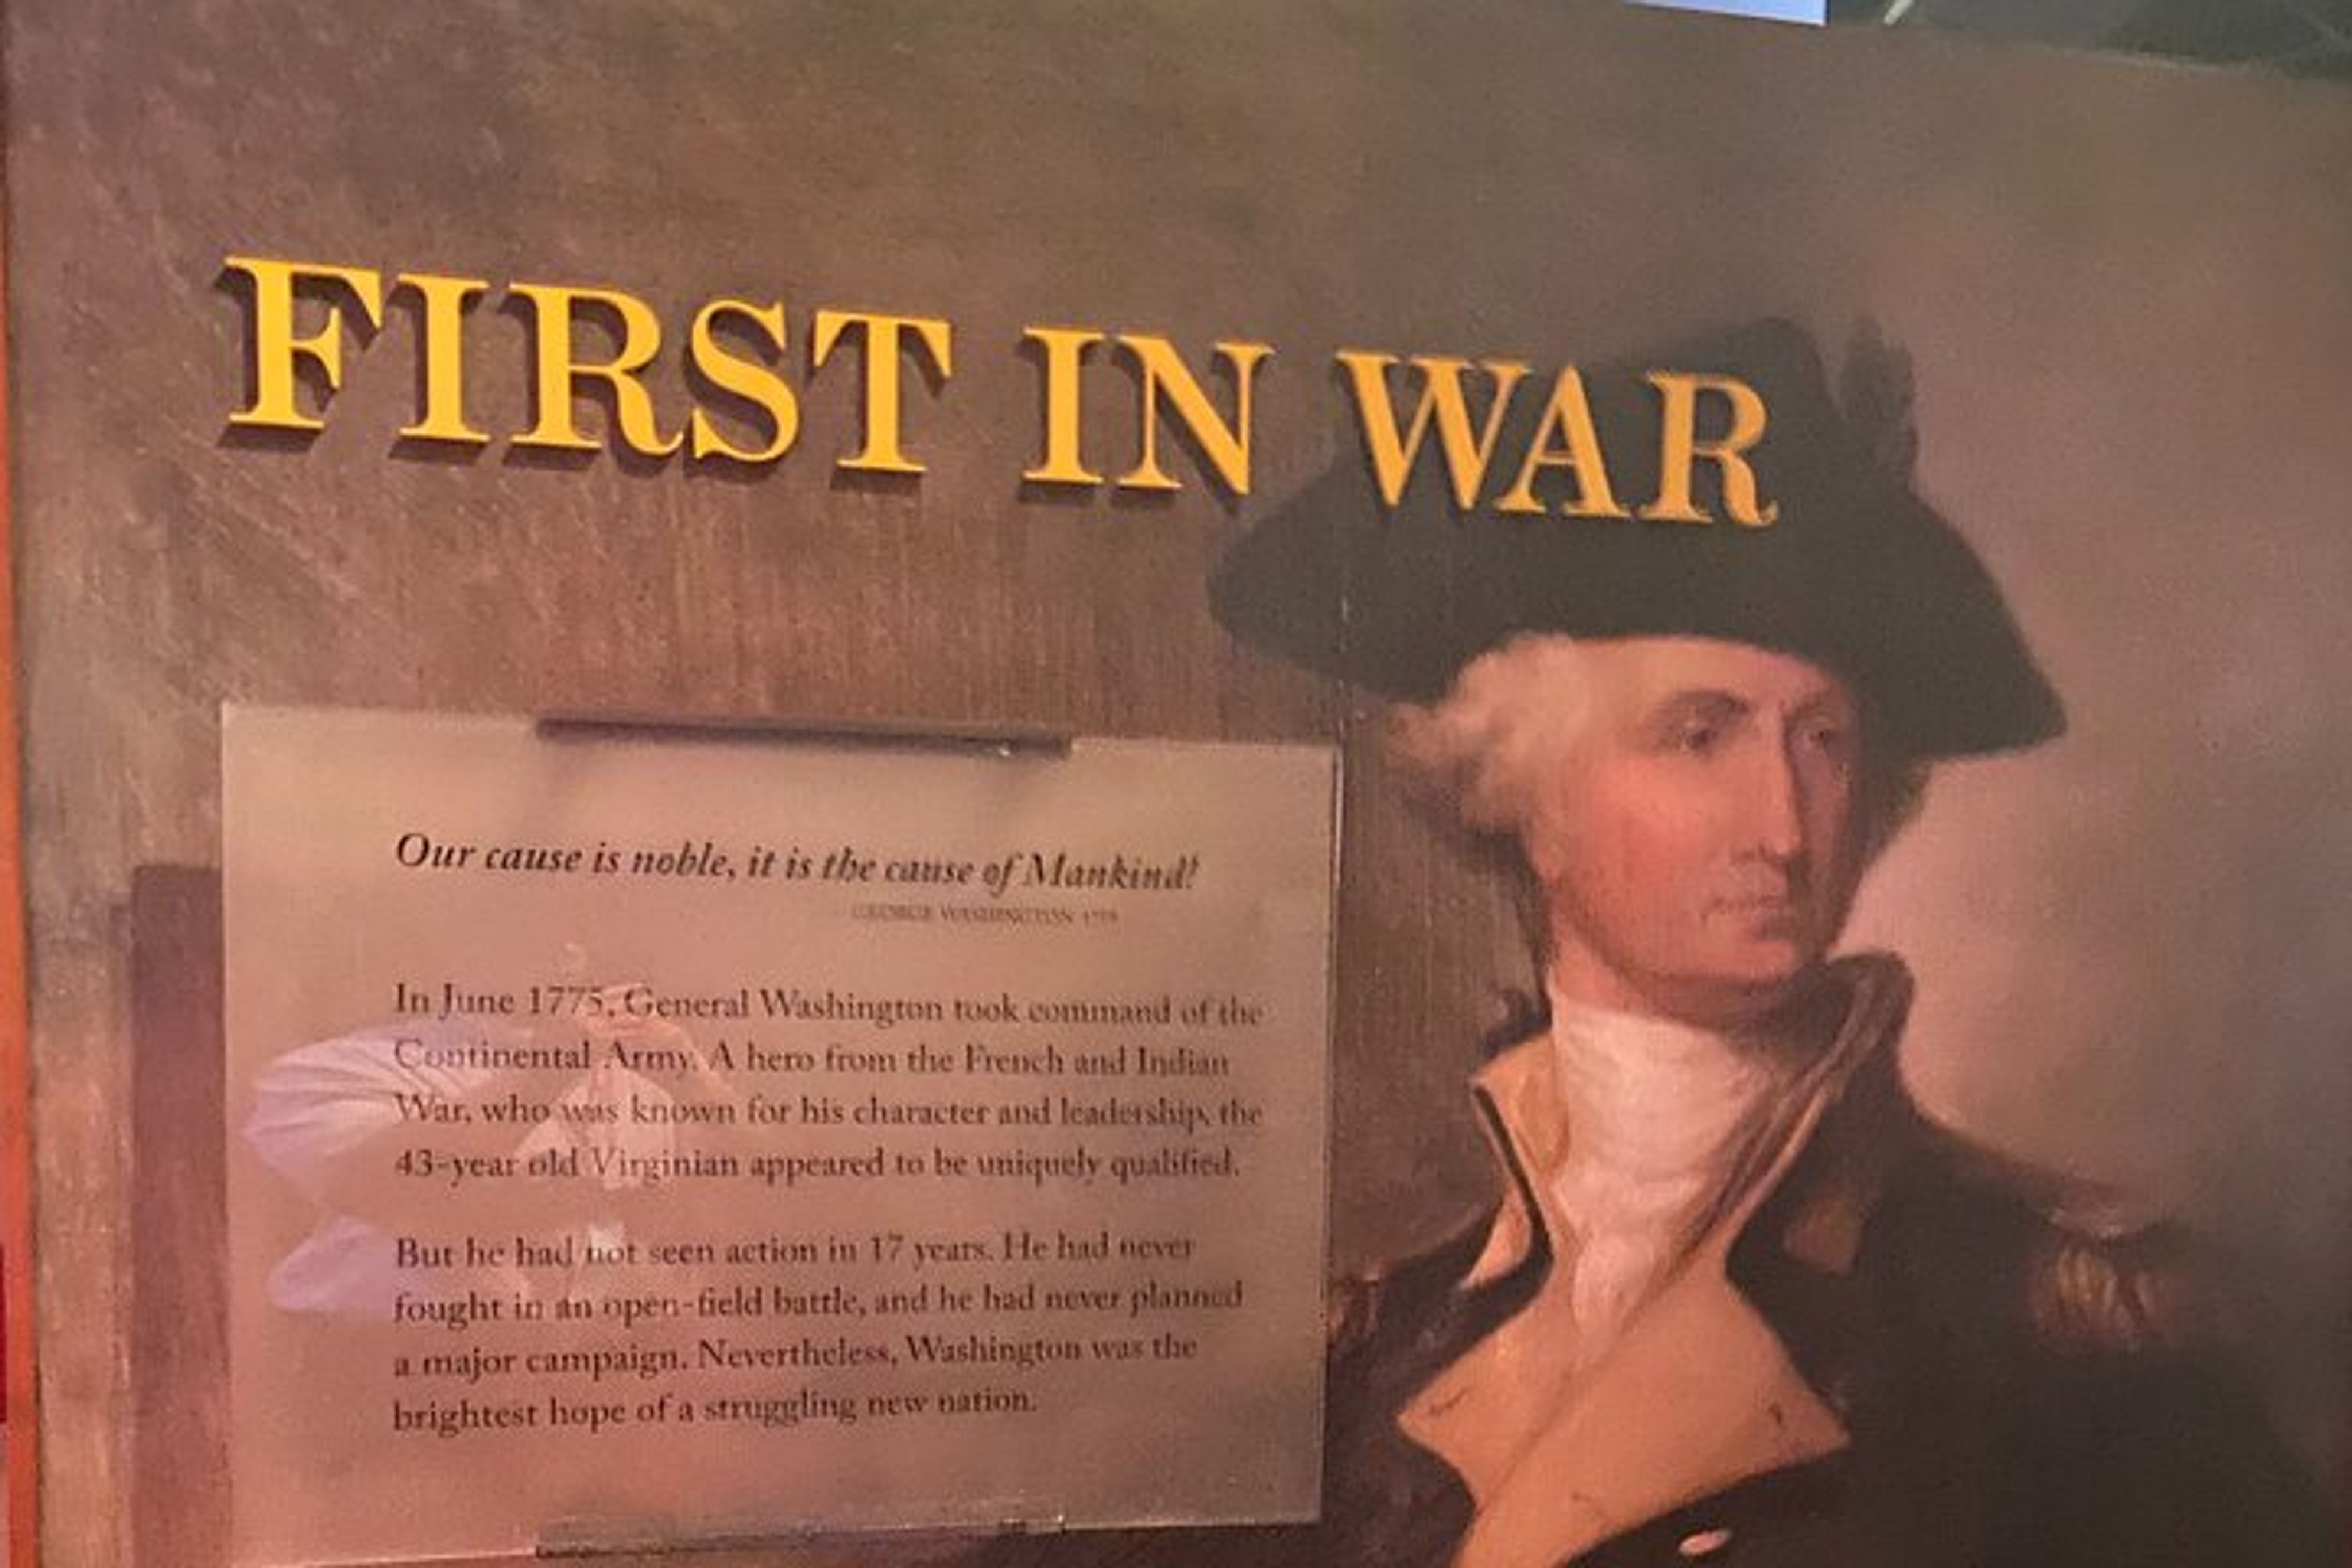 FIRST IN WAR
Our cause is noble, it is the cause of Mankind!
GEORGE WASHINGTON
In June 1775, General Washington took command of the
Continental Army. A hero from the French and Indian
War, who was known for his character and leadership, the
43-year old Virginian appeared to be uniquely qualified.
But he had not seen action in 17 years. He had never
fought in an open-field battle, and he had never planned
a major campaign. Nevertheless, Washington was the
brightest hope of a struggling new nation.